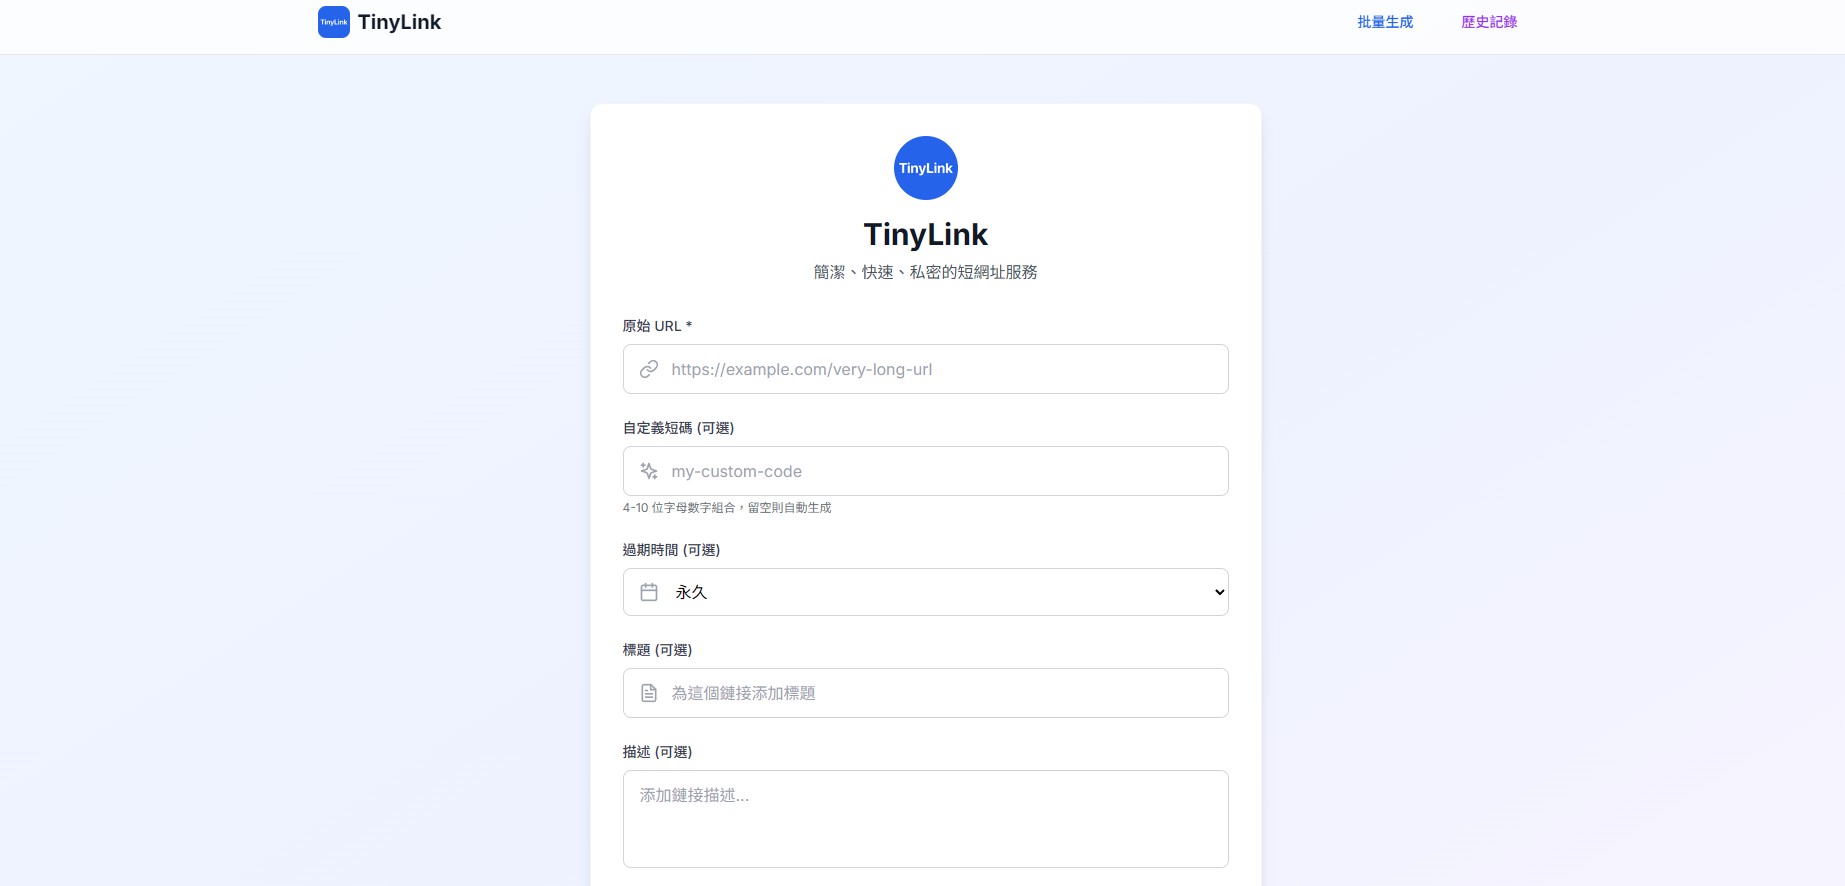 TinyLink TinyLink 批量生成 歷史記錄
TinyLink
TinyLink
簡潔、快速、私密的短網址服務
原始 URL *
https://example.com/very-long-url
自定義短碼 (可選)
my-custom-code
4-10 位字母數字組合，留空則自動生成
過期時間 (可選)
永久
標題 (可選)
為這個鏈接添加標題
描述 (可選)
添加鏈接描述...